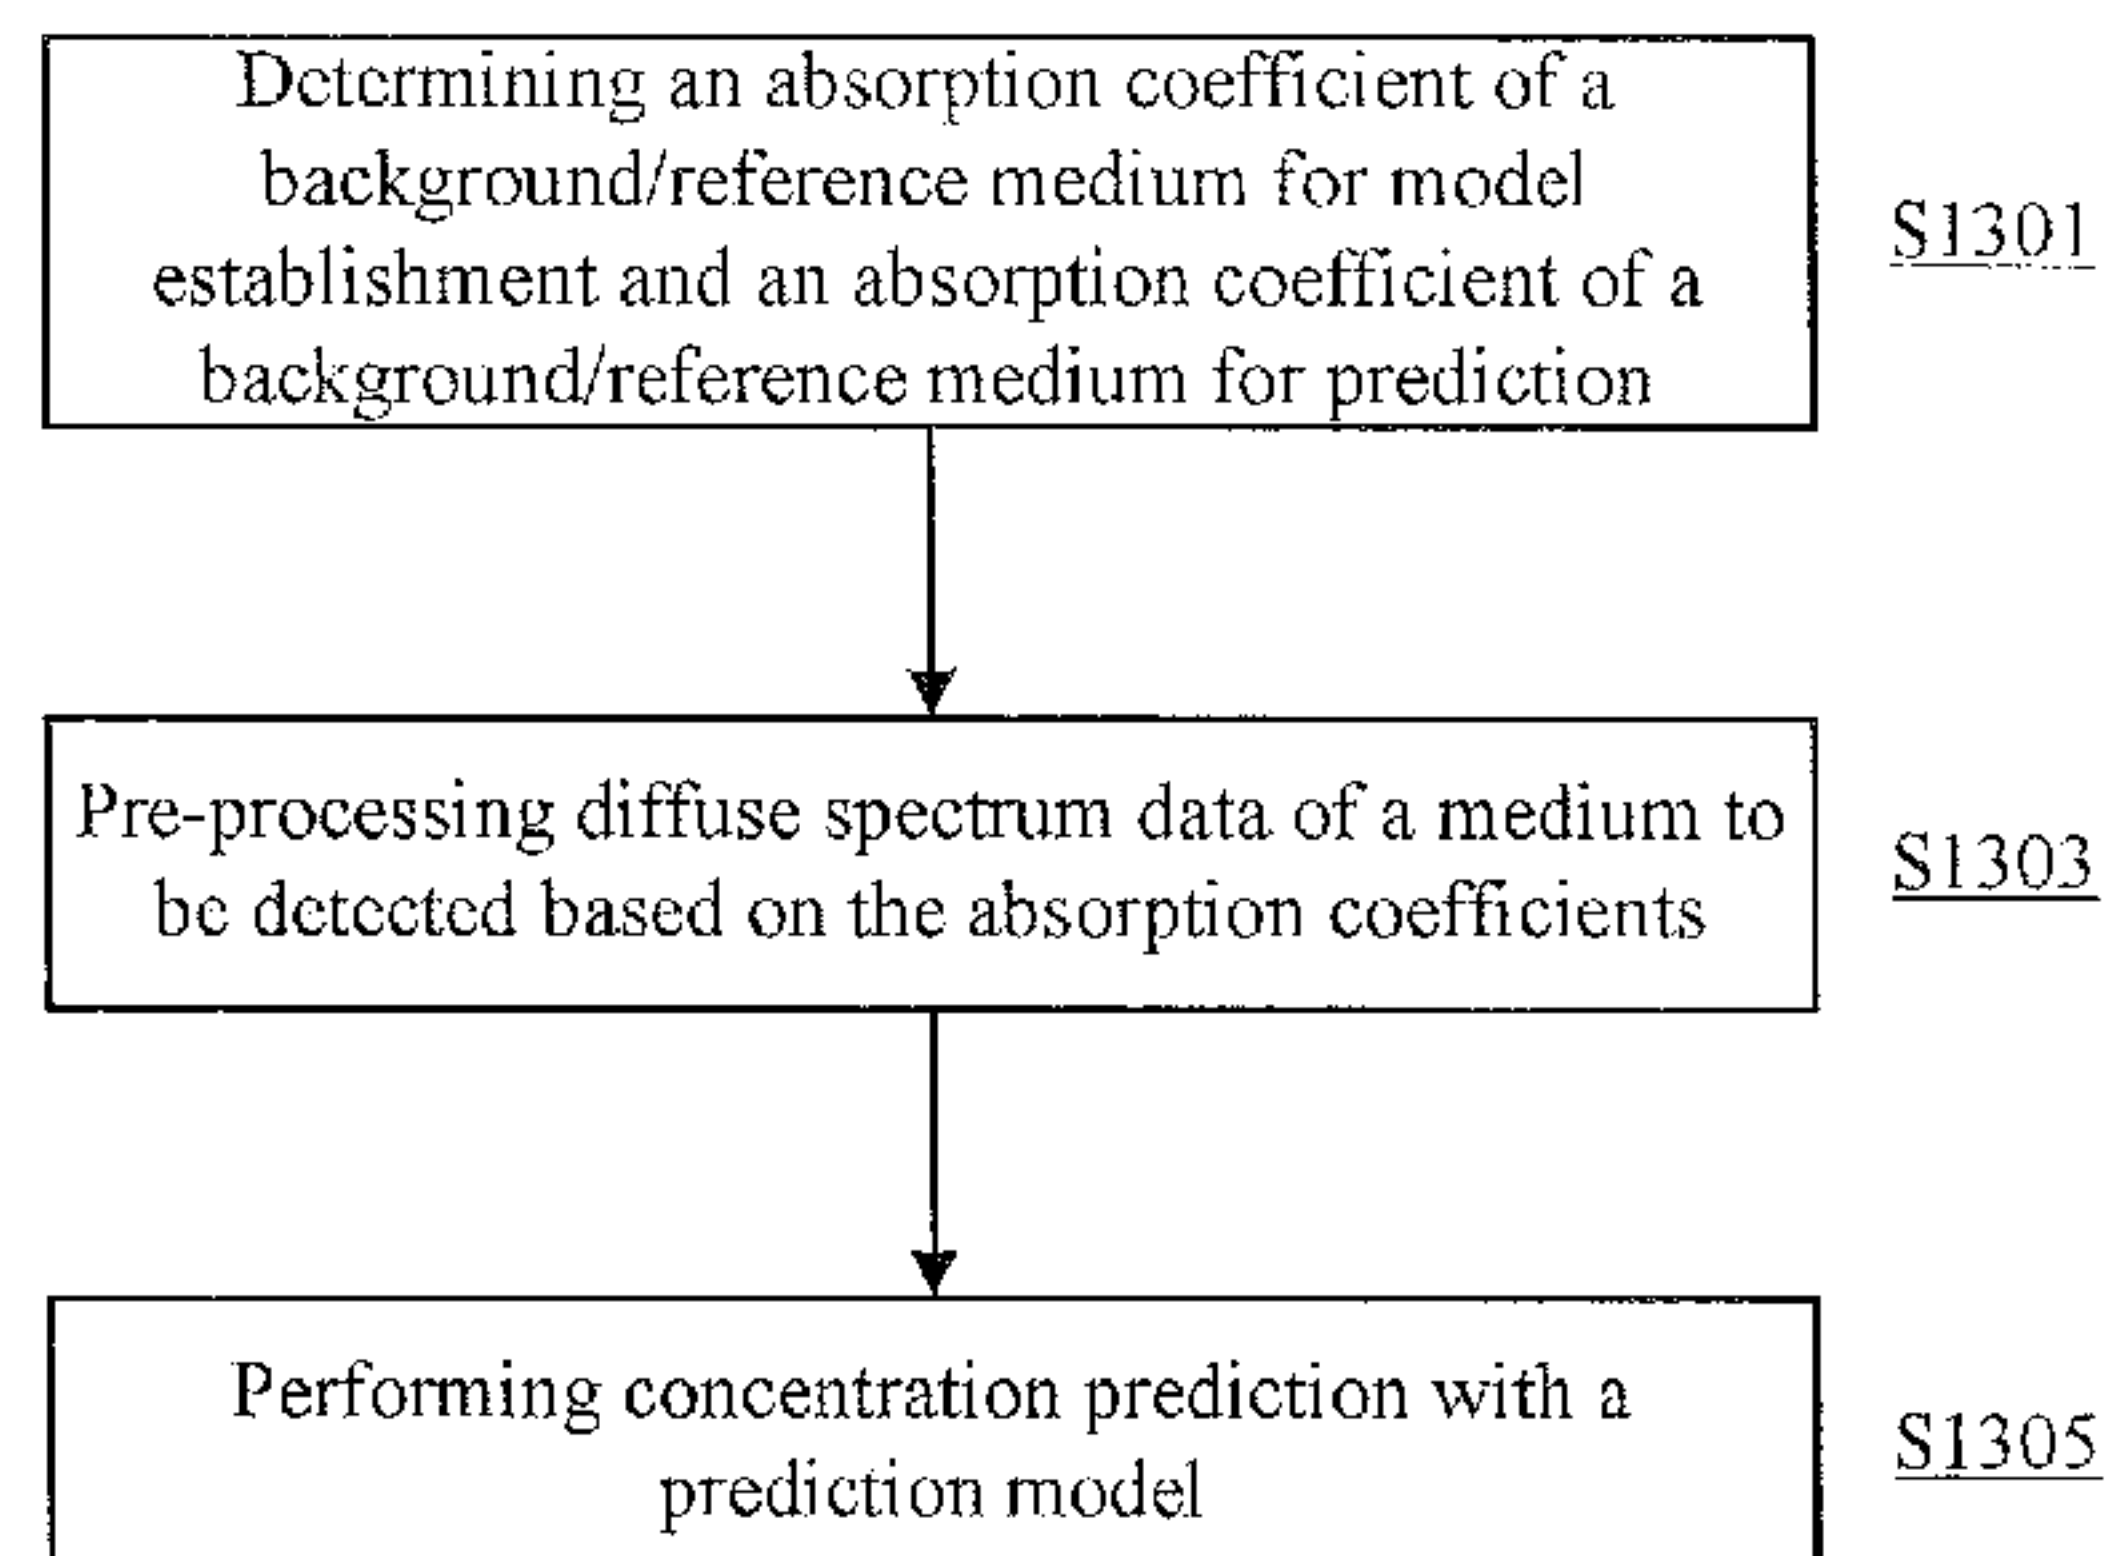 Determining an absorption coefficient of a
background/reference medium for model
establishment and an absorption coefficient of a
background/reference medium for prediction
S1301
Pre-processing diffuse spectrum data of a medium to
be detected based on the absorption coefficients
S1303
Performing concentration prediction with a
prediction model
S1305